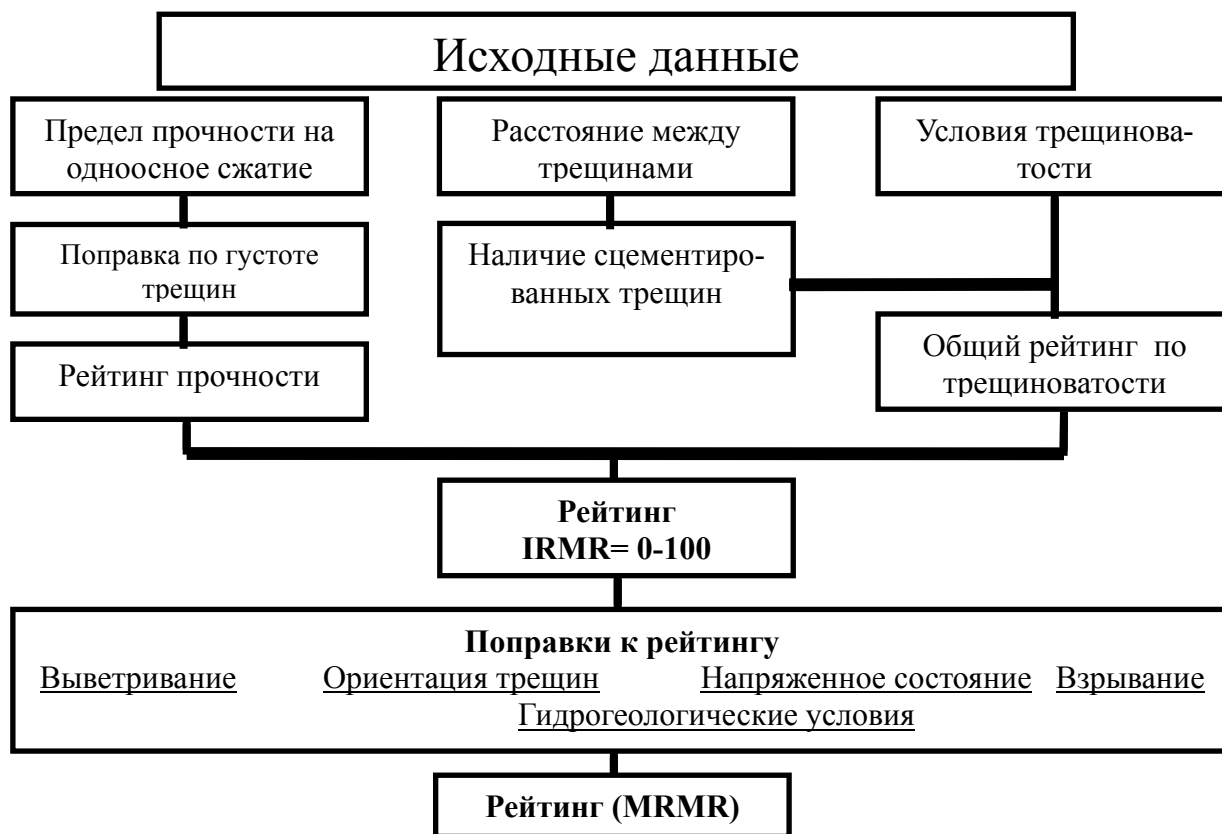 Исходные данные
Предел прочности на
одноосное сжатие
Расстояние между
трещинами
Условия трещинова-
тости
Поправка по густоте
трещин
Наличие сцементиро-
ванных трещин
Рейтинг прочности
Общий рейтинг по
трещиноватости
Рейтинг
IRMR= 0-100
Поправки к рейтингу
Выветривание Ориентация трещин Напряженное состояние Взрывание
Гидрогеологические условия
Рейтинг (MRMR)